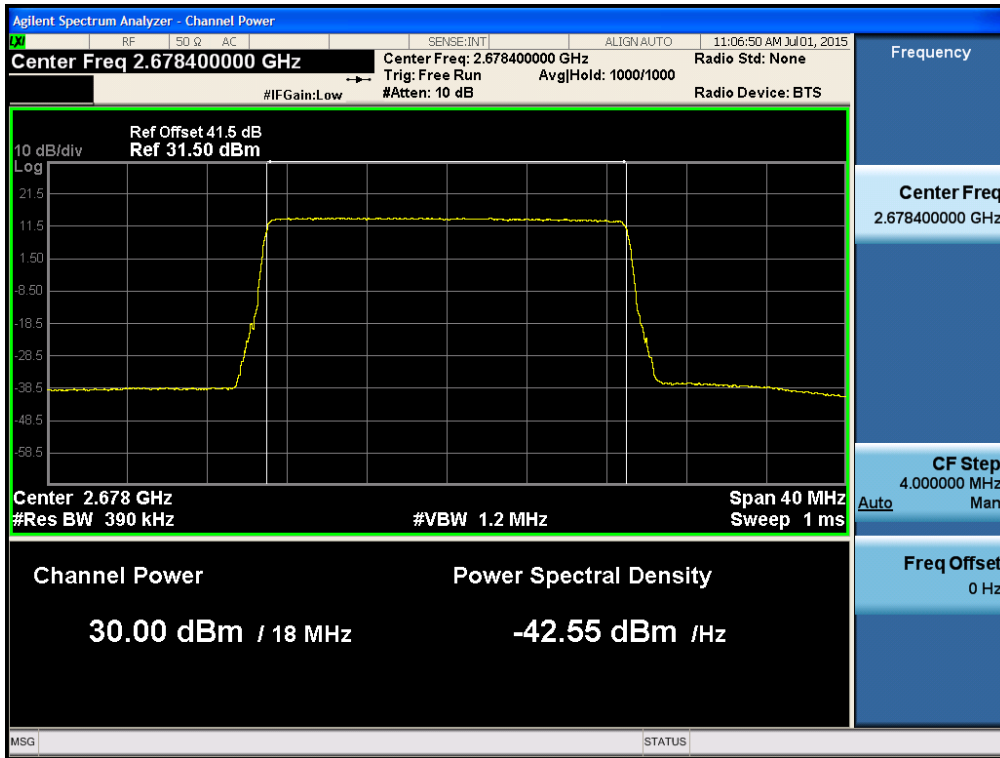 Agilent Spectrum Analyzer - Channel Power
LXI RF 50 Ω AC SENSE:INT ALIGN AUTO 11:06:50 AM Jul 01, 2015
Center Freq 2.678400000 GHz
Center Freq: 2.678400000 GHz Radio Std: None
Trig: Free Run Avg|Hold: 1000/1000
#IFGain:Low #Atten: 10 dB Radio Device: BTS
Ref Offset 41.5 dB
10 dB/div Ref 31.50 dBm
Log
21.5
11.5
1.50
-8.50
-18.5
-28.5
-38.5
-48.5
-58.5
Center 2.678 GHz Span 40 MHz
#Res BW 390 kHz #VBW 1.2 MHz Sweep 1 ms
Channel Power Power Spectral Density
30.00 dBm / 18 MHz -42.55 dBm /Hz
MSG STATUS
Frequency
Center Freq
2.678400000 GHz
CF Step
4.000000 MHz
Auto Man
Freq Offset
0 Hz